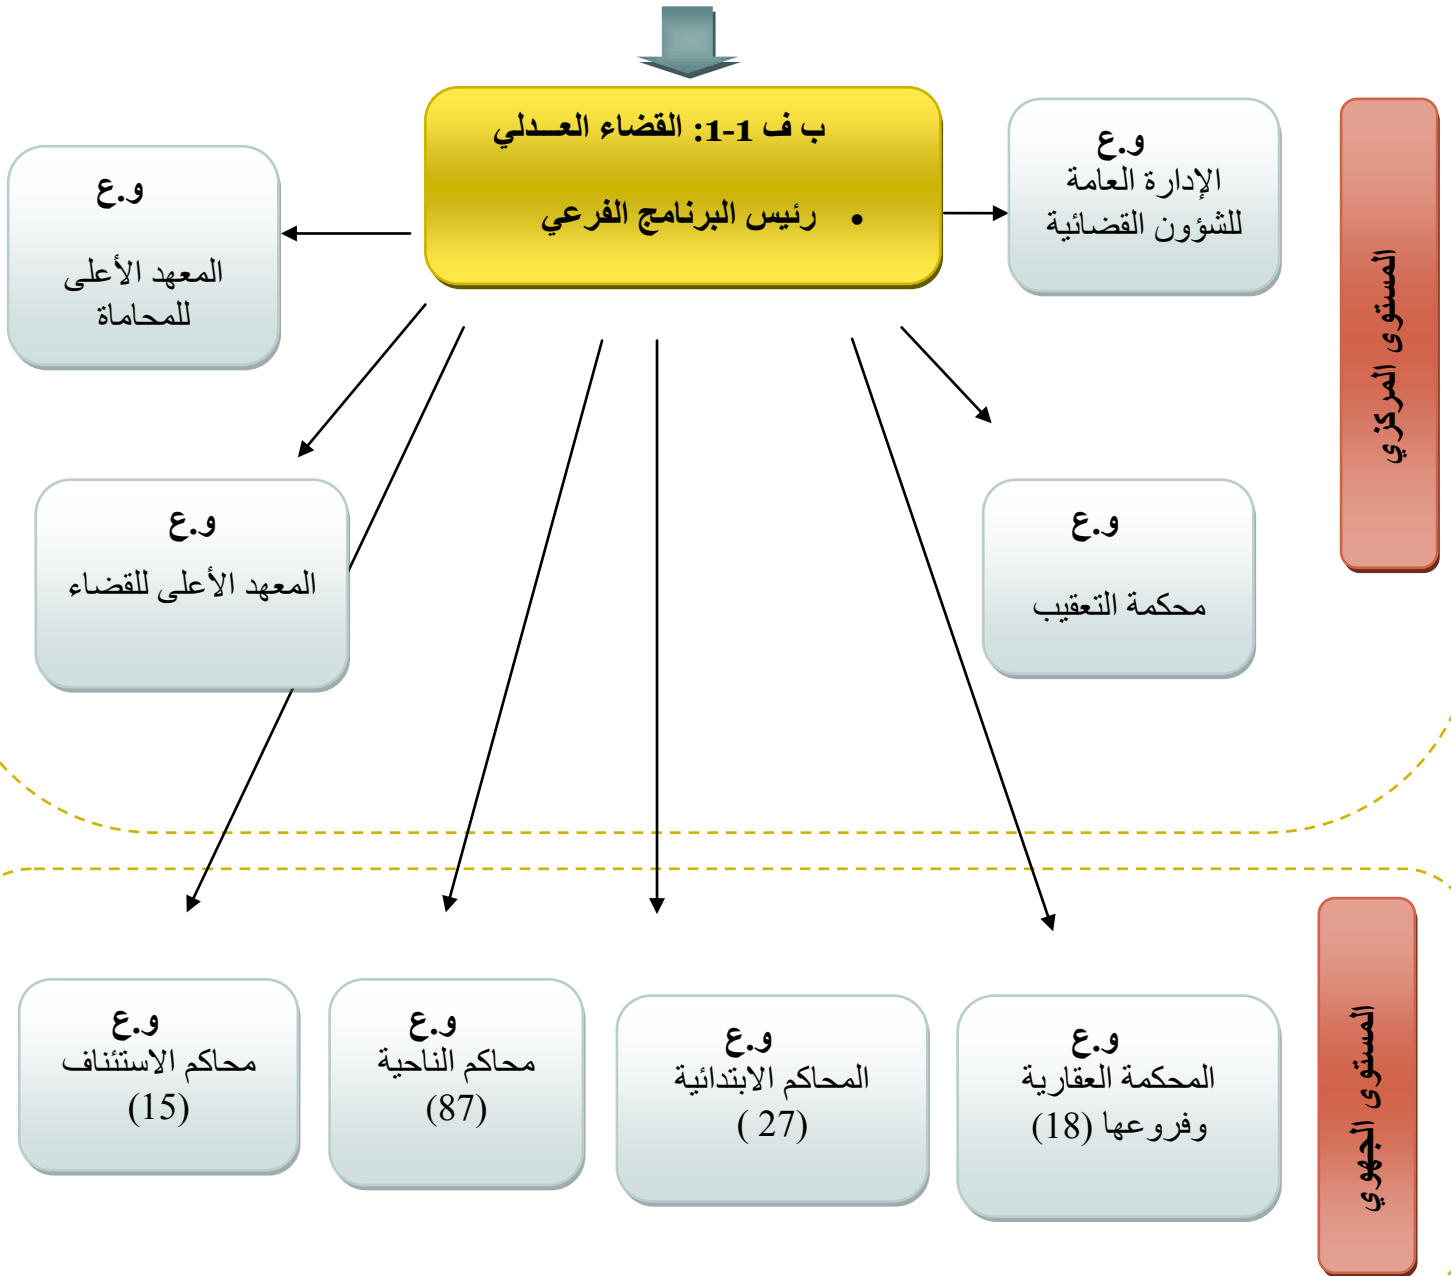 ب ف 1-1: القضاء العـــدلي
• رئيس البرنامج الفرعي
و.ع
الإدارة العامة
للشؤون القضائية
و.ع
المعهد الأعلى
للمحاماة
المستوى المركزي
و.ع
محكمة التعقيب
و.ع
المعهد الأعلى للقضاء
و.ع
المحكمة العقارية
وفروعها (18)
و.ع
المحاكم الابتدائية
(27 )
و.ع
محاكم الناحية
(87)
و.ع
محاكم الاستئناف
(15)
المستوى الجهوي